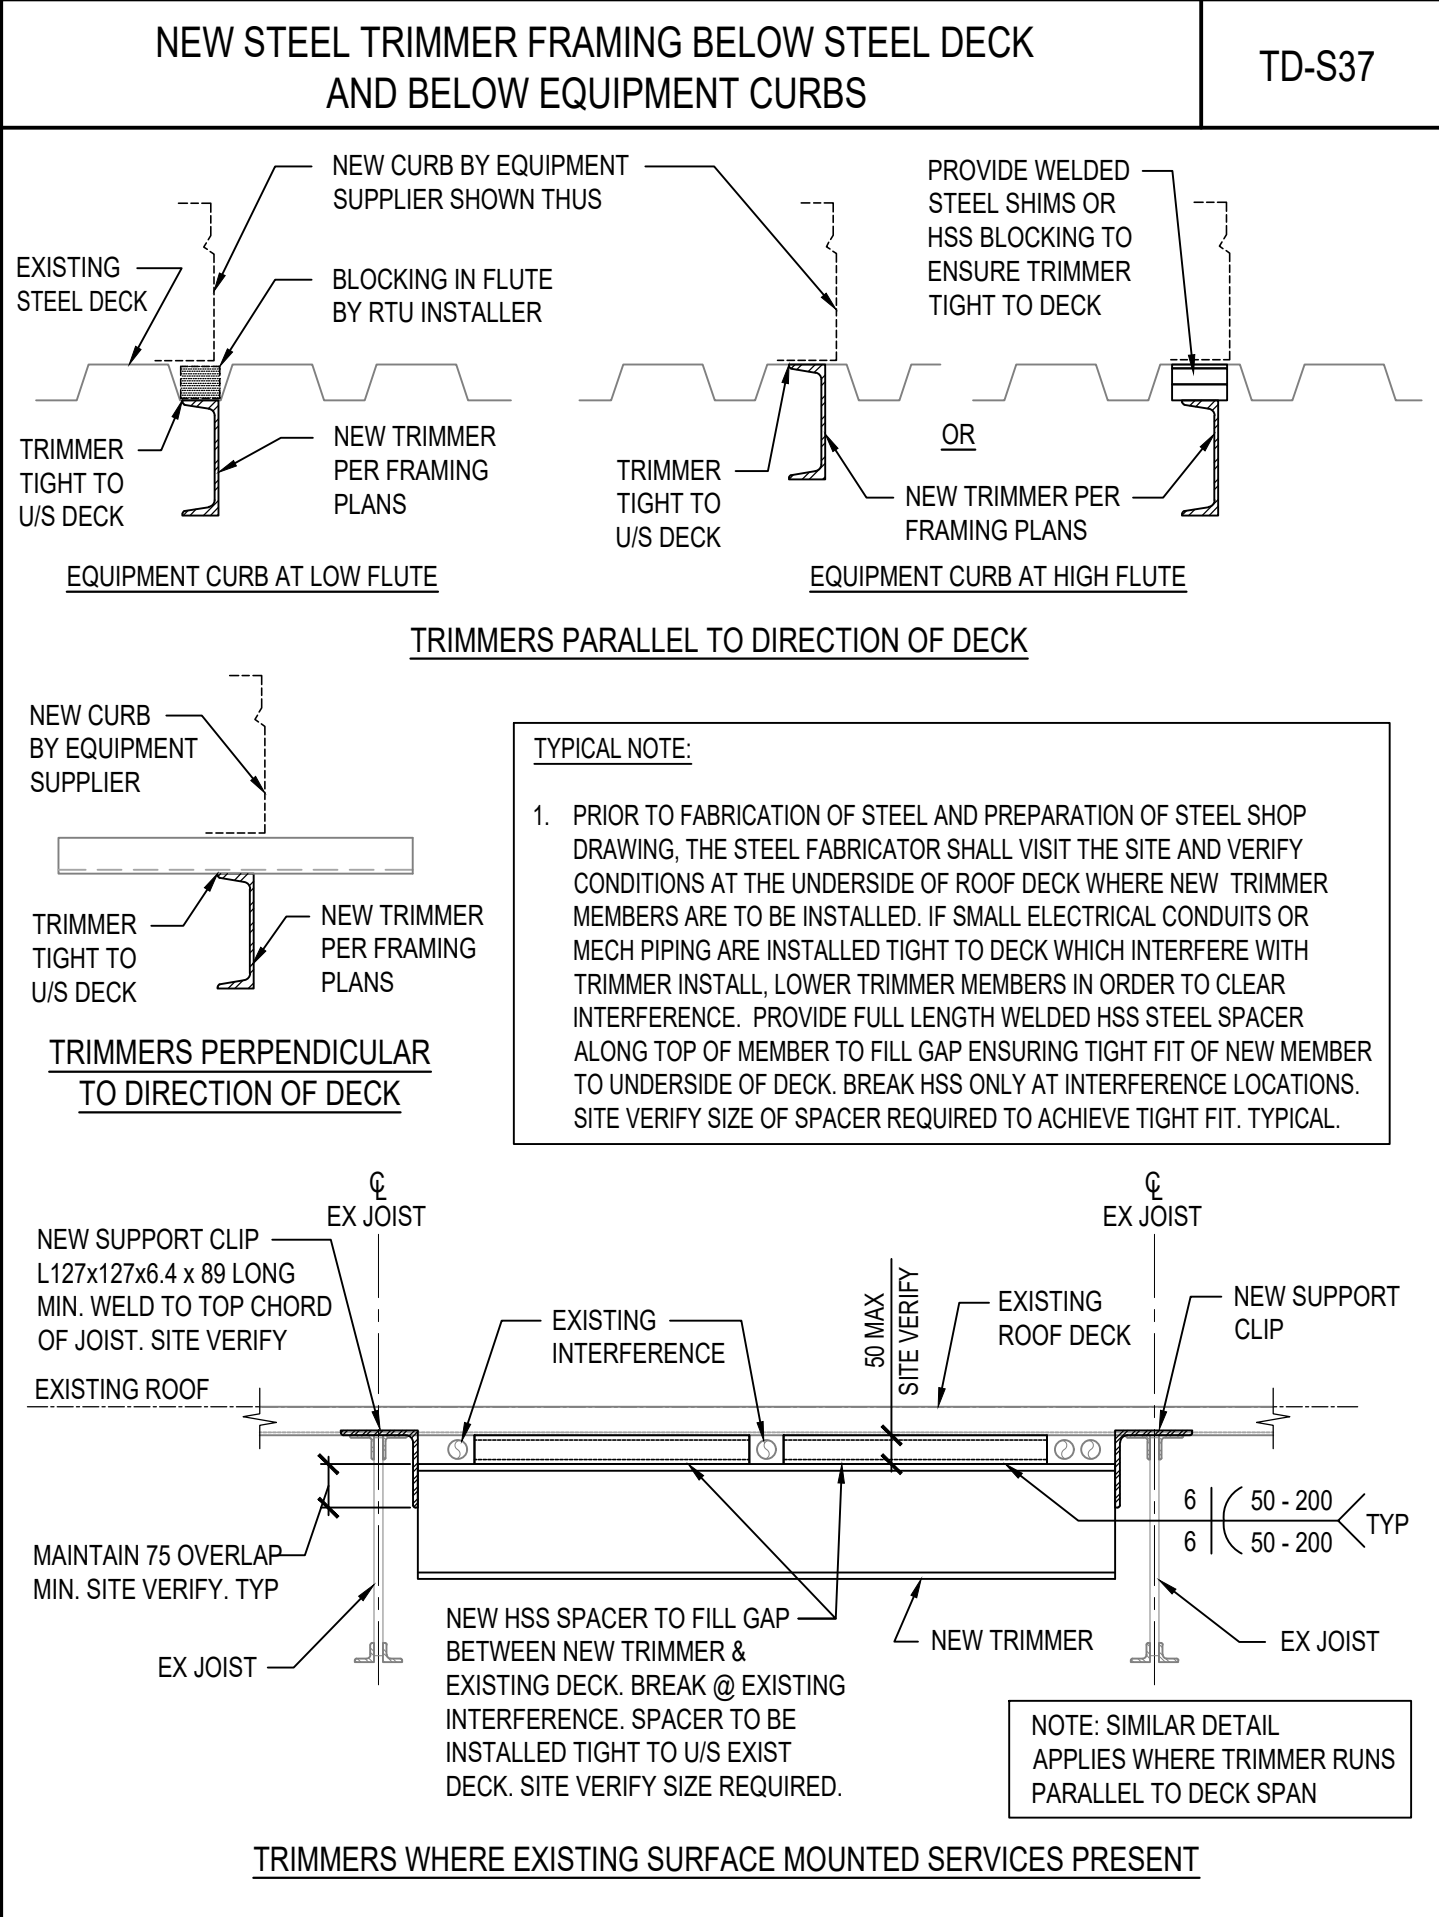 NEW STEEL TRIMMER FRAMING BELOW STEEL DECK
AND BELOW EQUIPMENT CURBS
TD-S37
NEW CURB BY EQUIPMENT
SUPPLIER SHOWN THUS
PROVIDE WELDED
STEEL SHIMS OR
HSS BLOCKING TO
ENSURE TRIMMER
TIGHT TO DECK
EXISTING
STEEL DECK
BLOCKING IN FLUTE
BY RTU INSTALLER
TRIMMER
TIGHT TO
U/S DECK
NEW TRIMMER
PER FRAMING
PLANS
TRIMMER
TIGHT TO
U/S DECK
OR
NEW TRIMMER PER
FRAMING PLANS
EQUIPMENT CURB AT LOW FLUTE
EQUIPMENT CURB AT HIGH FLUTE
TRIMMERS PARALLEL TO DIRECTION OF DECK
NEW CURB
BY EQUIPMENT
SUPPLIER
TRIMMER
TIGHT TO
U/S DECK
NEW TRIMMER
PER FRAMING
PLANS
TRIMMERS PERPENDICULAR
TO DIRECTION OF DECK
TYPICAL NOTE:
1. PRIOR TO FABRICATION OF STEEL AND PREPARATION OF STEEL SHOP
DRAWING, THE STEEL FABRICATOR SHALL VISIT THE SITE AND VERIFY
CONDITIONS AT THE UNDERSIDE OF ROOF DECK WHERE NEW TRIMMER
MEMBERS ARE TO BE INSTALLED. IF SMALL ELECTRICAL CONDUITS OR
MECH PIPING ARE INSTALLED TIGHT TO DECK WHICH INTERFERE WITH
TRIMMER INSTALL, LOWER TRIMMER MEMBERS IN ORDER TO CLEAR
INTERFERENCE. PROVIDE FULL LENGTH WELDED HSS STEEL SPACER
ALONG TOP OF MEMBER TO FILL GAP ENSURING TIGHT FIT OF NEW MEMBER
TO UNDERSIDE OF DECK. BREAK HSS ONLY AT INTERFERENCE LOCATIONS.
SITE VERIFY SIZE OF SPACER REQUIRED TO ACHIEVE TIGHT FIT. TYPICAL.
℄
EX JOIST
℄
EX JOIST
NEW SUPPORT CLIP
L127x127x6.4 x 89 LONG
MIN. WELD TO TOP CHORD
OF JOIST. SITE VERIFY
EXISTING ROOF
EXISTING
INTERFERENCE
50 MAX
SITE VERIFY
EXISTING
ROOF DECK
NEW SUPPORT
CLIP
6 50 - 200
6 50 - 200
TYP
MAINTAIN 75 OVERLAP
MIN. SITE VERIFY. TYP
EX JOIST
NEW HSS SPACER TO FILL GAP
BETWEEN NEW TRIMMER &
EXISTING DECK. BREAK @ EXISTING
INTERFERENCE. SPACER TO BE
INSTALLED TIGHT TO U/S EXIST
DECK. SITE VERIFY SIZE REQUIRED.
NEW TRIMMER
EX JOIST
NOTE: SIMILAR DETAIL
APPLIES WHERE TRIMMER RUNS
PARALLEL TO DECK SPAN
TRIMMERS WHERE EXISTING SURFACE MOUNTED SERVICES PRESENT